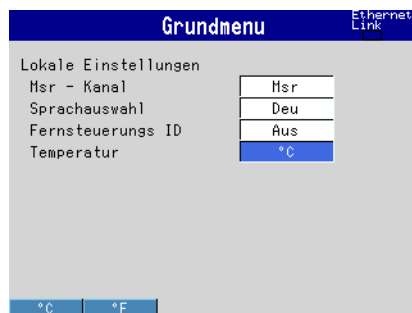 Grundmenu
Ethernet
Link
Lokale Einstellungen
Msr - Kanal Msr
Sprachauswahl Deu
Fernsteuerungs ID Aus
Temperatur °C
°C °F